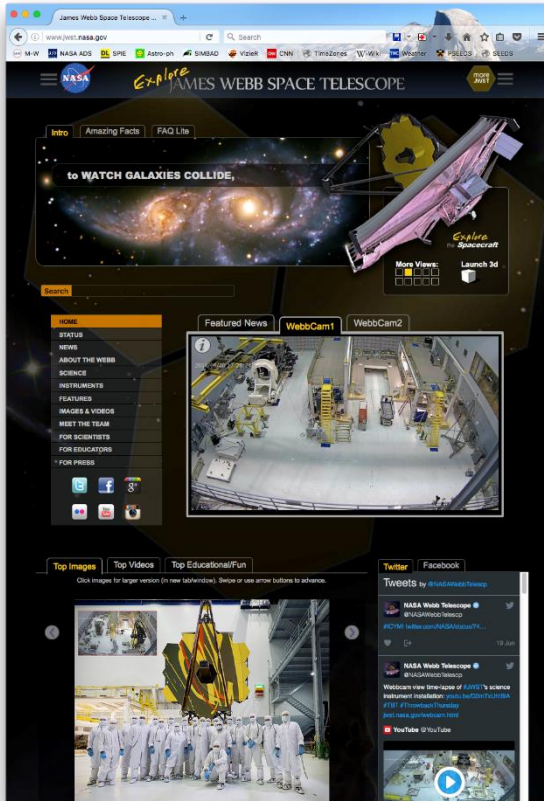 James Webb Space Telescope ...
www.jwst.nasa.gov
Search
M-W NASA ADS SPIE Astro-ph SIMBAD VizieR CNN TimeZones W-Wiki Weather PSEEDS SEEDS
NASA
Explore JAMES WEBB SPACE TELESCOPE
more JWST
Intro Amazing Facts FAQ Lite
to WATCH GALAXIES COLLIDE,
Explore
the Spacecraft
More Views: Launch 3d
Search
HOME
STATUS
NEWS
ABOUT THE WEBB
SCIENCE
INSTRUMENTS
FEATURES
IMAGES & VIDEOS
MEET THE TEAM
FOR SCIENTISTS
FOR EDUCATORS
FOR PRESS
Featured News WebbCam1 WebbCam2
Top Images Top Videos Top Educational/Fun
Click images for larger version (in new tab/window). Swipe or use arrow buttons to advance.
Twitter Facebook
Tweets by @NASAWebbTelescp
NASA Webb Telescope
@NASAWebbTelescp
19 Jun
NASA Webb Telescope
@NASAWebbTelescp
Webbcam view time-lapse of #JWST's science
instrument installation:
#TBT #ThrowbackThursday
jwst.nasa.gov/webcam.html
YouTube @YouTube